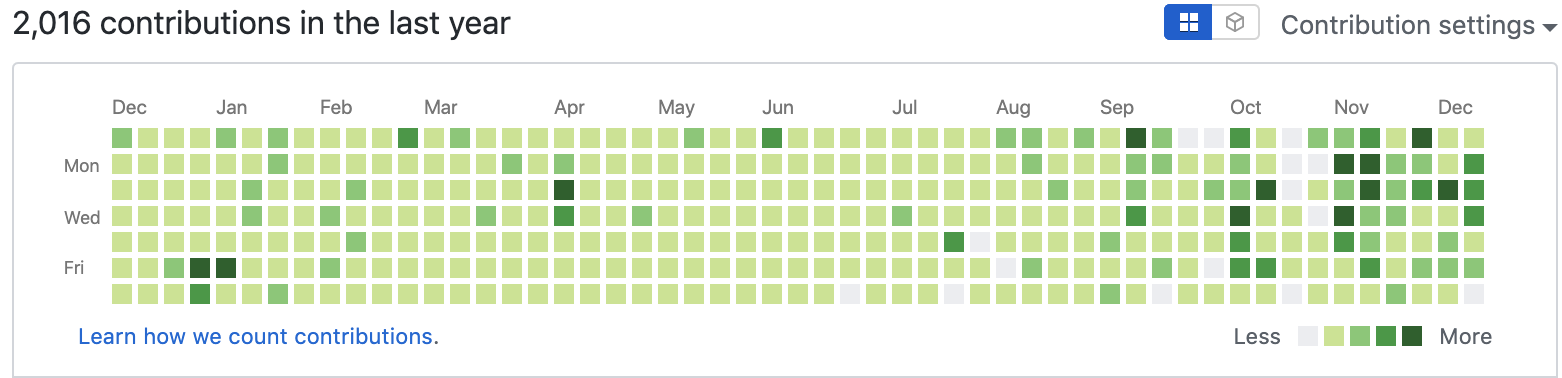 2,016 contributions in the last year
Contribution settings
Dec Jan Feb Mar Apr May Jun Jul Aug Sep Oct Nov Dec
Mon
Wed
Fri
Learn how we count contributions.
Less More